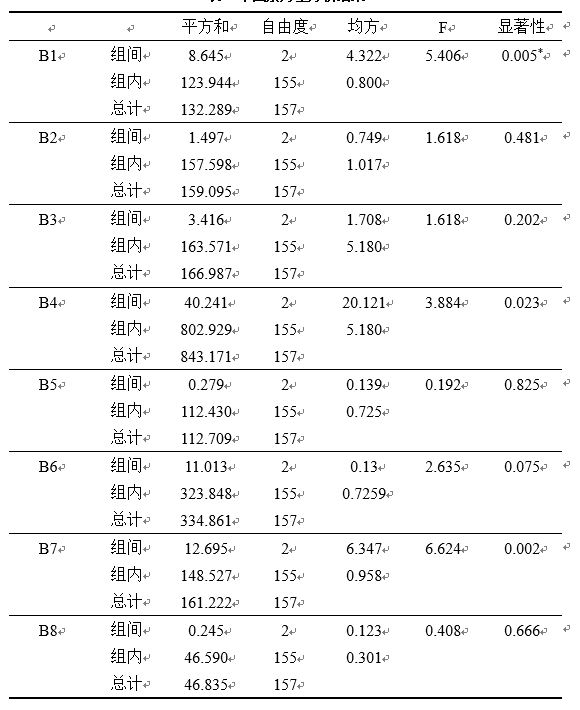 平方和 自由度 均方 F 显著性
B1 组间 8.645 2 4.322 5.406 0.005*
组内 123.944 155 0.800
总计 132.289 157
B2 组间 1.497 2 0.749 1.618 0.481
组内 157.598 155 1.017
总计 159.095 157
B3 组间 3.416 2 1.708 1.618 0.202
组内 163.571 155 5.180
总计 166.987 157
B4 组间 40.241 2 20.121 3.884 0.023
组内 802.929 155 5.180
总计 843.171 157
B5 组间 0.279 2 0.139 0.192 0.825
组内 112.430 155 0.725
总计 112.709 157
B6 组间 11.013 2 0.13 2.635 0.075
组内 323.848 155 0.7259
总计 334.861 157
B7 组间 12.695 2 6.347 6.624 0.002
组内 148.527 155 0.958
总计 161.222 157
B8 组间 0.245 2 0.123 0.408 0.666
组内 46.590 155 0.301
总计 46.835 157